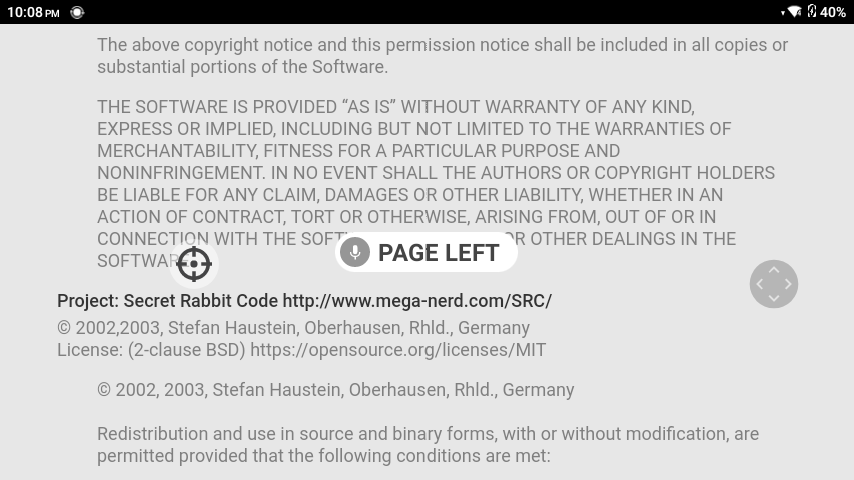 10:08 PM 40%
The above copyright notice and this permission notice shall be included in all copies or
substantial portions of the Software.
THE SOFTWARE IS PROVIDED “AS IS” WITHOUT WARRANTY OF ANY KIND,
EXPRESS OR IMPLIED, INCLUDING BUT NOT LIMITED TO THE WARRANTIES OF
MERCHANTABILITY, FITNESS FOR A PARTICULAR PURPOSE AND
NONINFRINGEMENT. IN NO EVENT SHALL THE AUTHORS OR COPYRIGHT HOLDERS
BE LIABLE FOR ANY CLAIM, DAMAGES OR OTHER LIABILITY, WHETHER IN AN
ACTION OF CONTRACT, TORT OR OTHERWISE, ARISING FROM, OUT OF OR IN
CONNECTION WITH THE OR OTHER DEALINGS IN THE
PAGE LEFT
Project: Secret Rabbit Code http://www.mega-nerd.com/SRC/
© 2002,2003, Stefan Haustein, Oberhausen, Rhld., Germany
License: (2-clause BSD) https://opensource.org/licenses/MIT
© 2002, 2003, Stefan Haustein, Oberhausen, Rhld., Germany
Redistribution and use in source and binary forms, with or without modification, are
permitted provided that the following conditions are met: